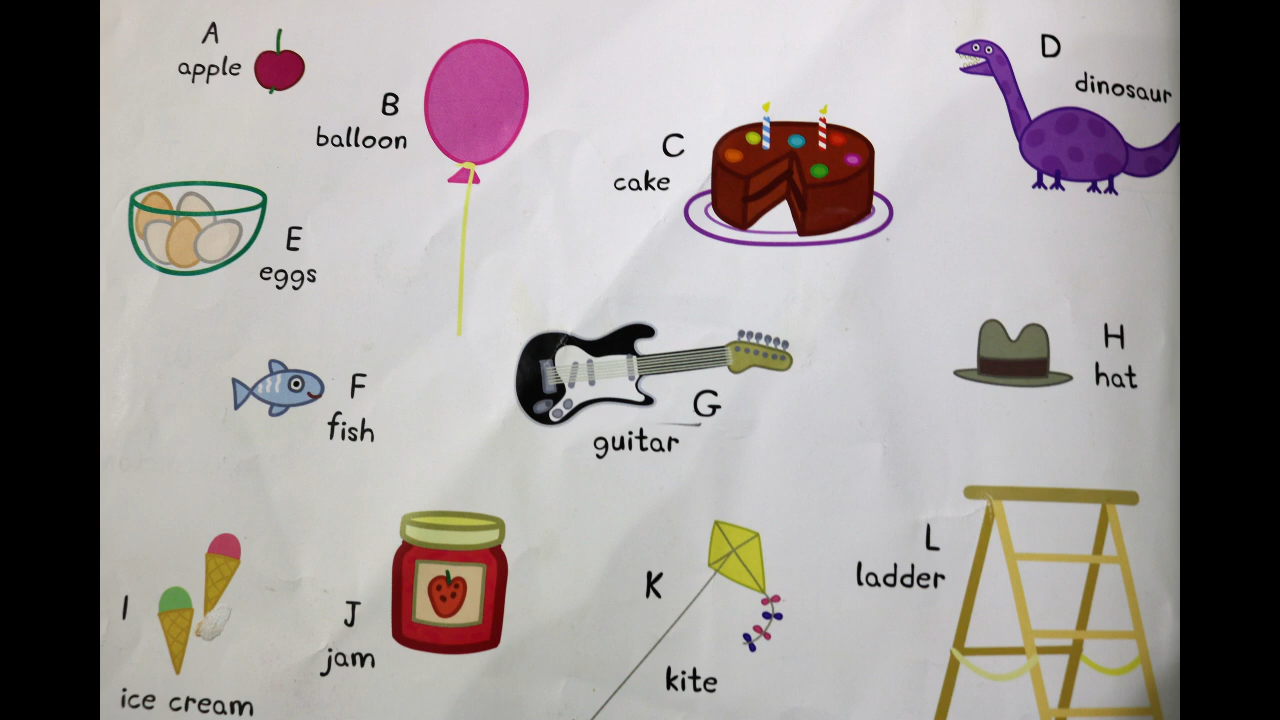 A
apple
B
balloon
C
cake
D
dinosaur
E
eggs
F
fish
G
guitar
H
hat
I
ice cream
J
jam
K
kite
L
ladder